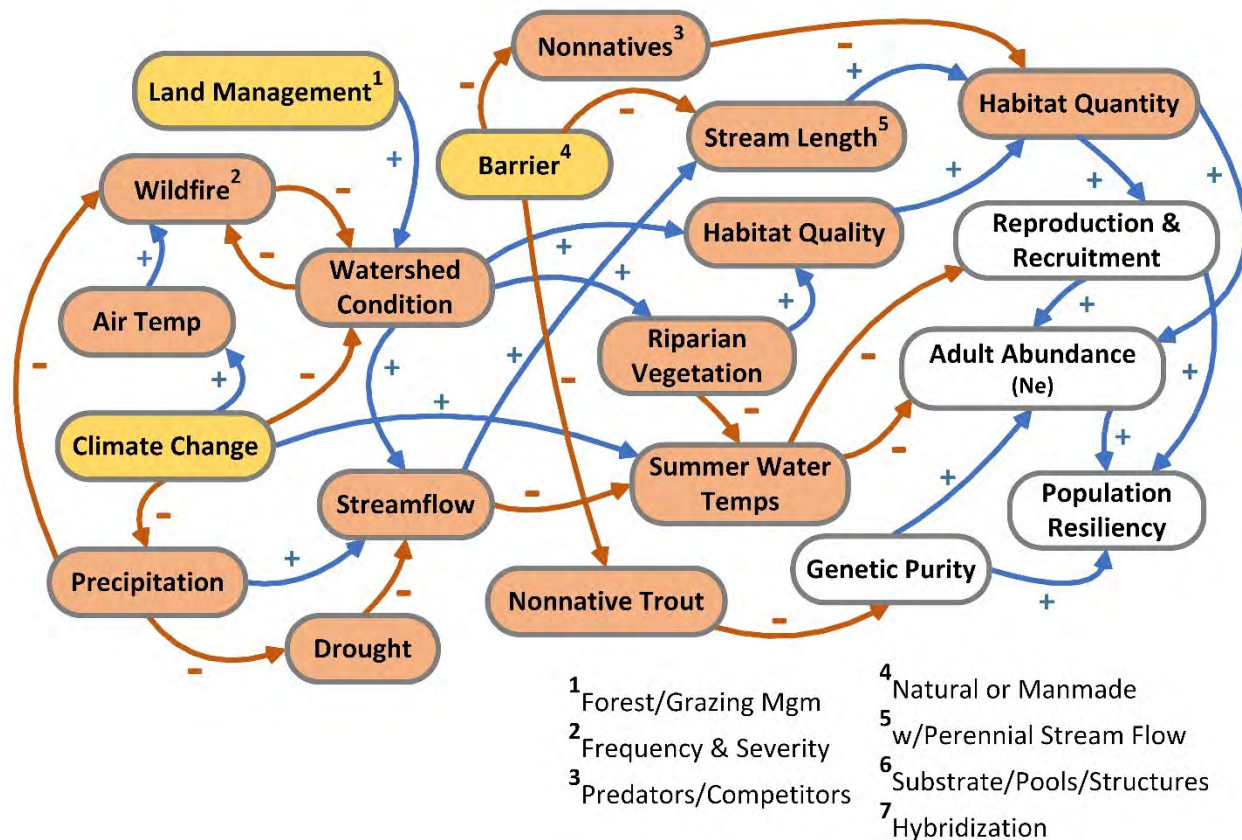 Nonnatives3
Land Management1
Habitat Quantity
Stream Length5
Barrier4
Wildfire2
Habitat Quality
Reproduction &
Recruitment
Watershed
Condition
Air Temp
Riparian
Vegetation
Adult Abundance
(Ne)
Climate Change
Summer Water
Temps
Streamflow
Population
Resiliency
Precipitation
Genetic Purity
Nonnative Trout
Drought
1Forest/Grazing Mgm
2Frequency & Severity
3Predators/Competitors
4Natural or Manmade
5w/Perennial Stream Flow
6Substrate/Pools/Structures
7Hybridization
-
-
+
-
-
+
+
+
-
+
+
-
+
+
+
+
-
+
-
+
-
+
+
-
+
+
-
-
+
+
-
-
+
+
-
-
-
+